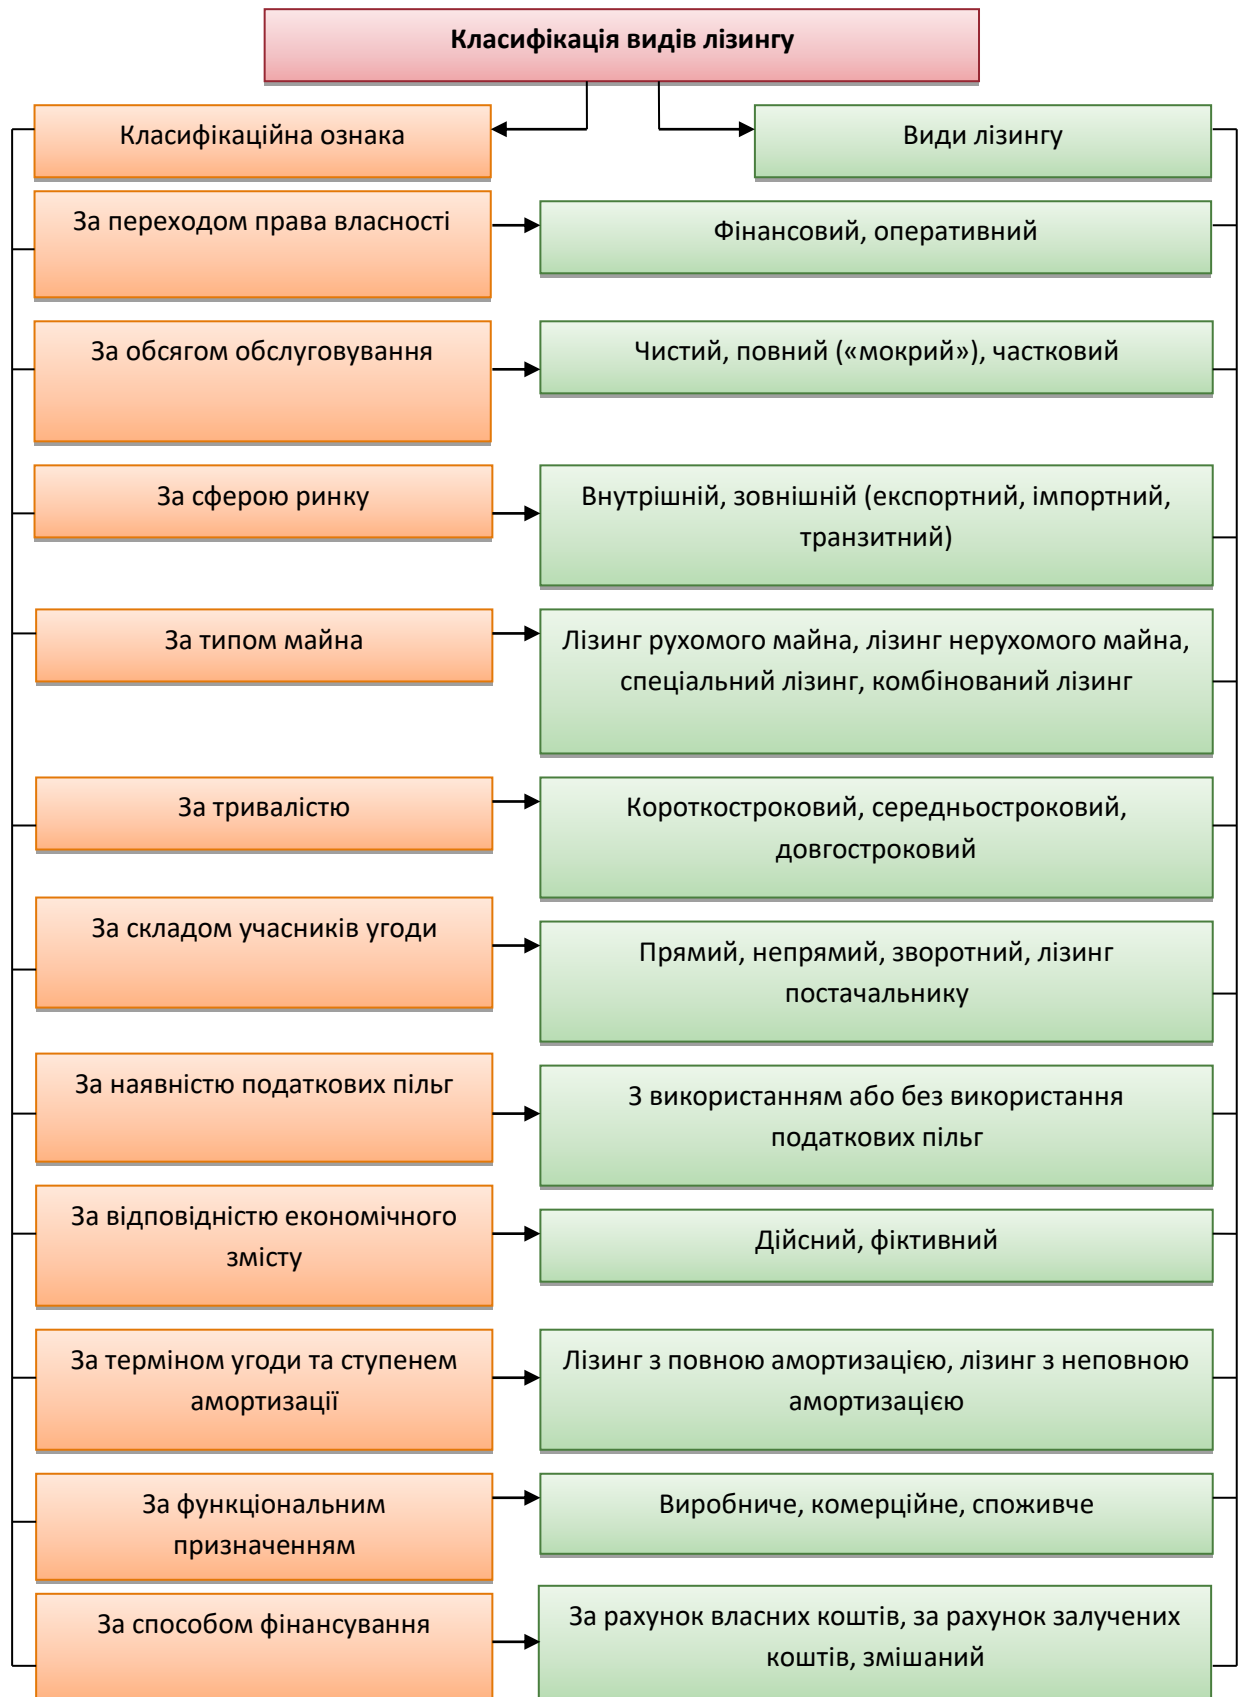 Класифікація видів лізингу
Класифікаційна ознака
Види лізингу
За переходом права власності
Фінансовий, оперативний
За обсягом обслуговування
Чистий, повний («мокрий»), частковий
За сферою ринку
Внутрішній, зовнішній (експортний, імпортний,
транзитний)
За типом майна
Лізинг рухомого майна, лізинг нерухомого майна,
спеціальний лізинг, комбінований лізинг
За тривалістю
Короткостроковий, середньостроковий,
довгостроковий
За складом учасників угоди
Прямий, непрямий, зворотний, лізинг
постачальнику
За наявністю податкових пільг
З використанням або без використання
податкових пільг
За відповідністю економічного
змісту
Дійсний, фіктивний
За терміном угоди та ступенем
амортизації
Лізинг з повною амортизацією, лізинг з неповною
амортизацією
За функціональним
призначенням
Виробниче, комерційне, споживче
За способом фінансування
За рахунок власних коштів, за рахунок залучених
коштів, змішаний